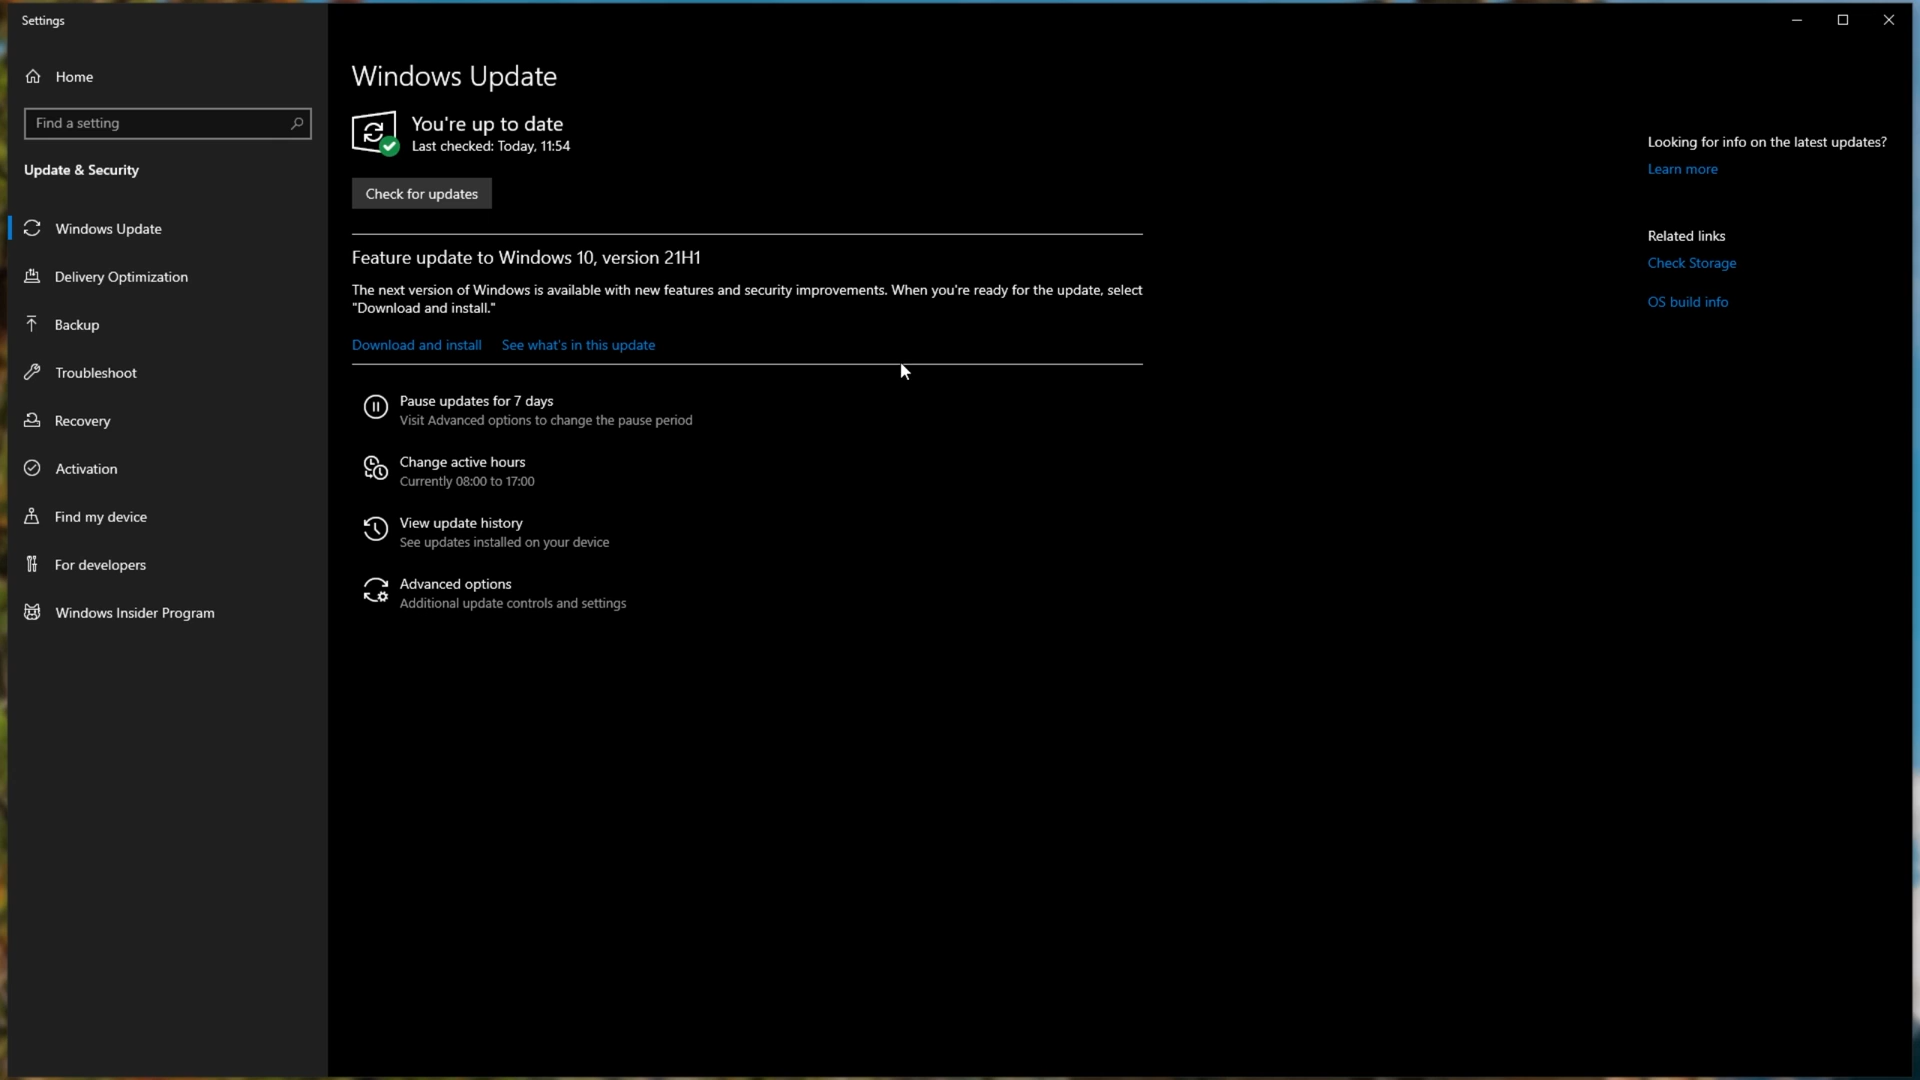 Settings
Home
Find a setting
Update & Security
Windows Update
Delivery Optimization
Backup
Troubleshoot
Recovery
Activation
Find my device
For developers
Windows Insider Program
Windows Update
You're up to date
Last checked: Today, 11:54
Check for updates
Feature update to Windows 10, version 21H1
The next version of Windows is available with new features and security improvements. When you're ready for the update, select
"Download and install."
Download and install See what's in this update
Pause updates for 7 days
Visit Advanced options to change the pause period
Change active hours
Currently 08:00 to 17:00
View update history
See updates installed on your device
Advanced options
Additional update controls and settings
Looking for info on the latest updates?
Learn more
Related links
Check Storage
OS build info